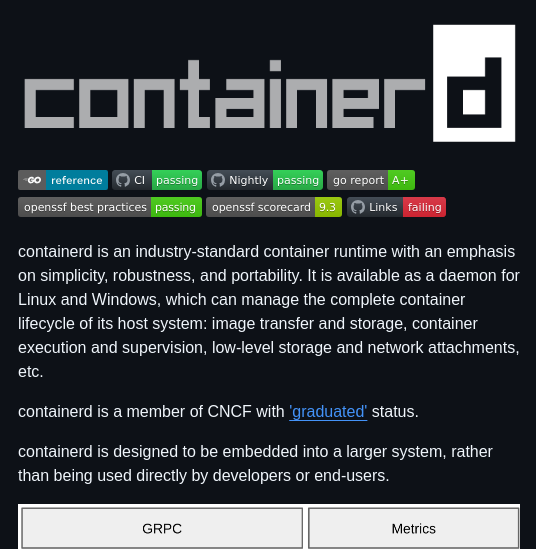 containerd
GO reference CI passing Nightly passing go report A+
openssf best practices passing openssf scorecard 9.3 Links failing
containerd is an industry-standard container runtime with an emphasis
on simplicity, robustness, and portability. It is available as a daemon for
Linux and Windows, which can manage the complete container
lifecycle of its host system: image transfer and storage, container
execution and supervision, low-level storage and network attachments,
etc.
containerd is a member of CNCF with 'graduated' status.
containerd is designed to be embedded into a larger system, rather
than being used directly by developers or end-users.
GRPC Metrics